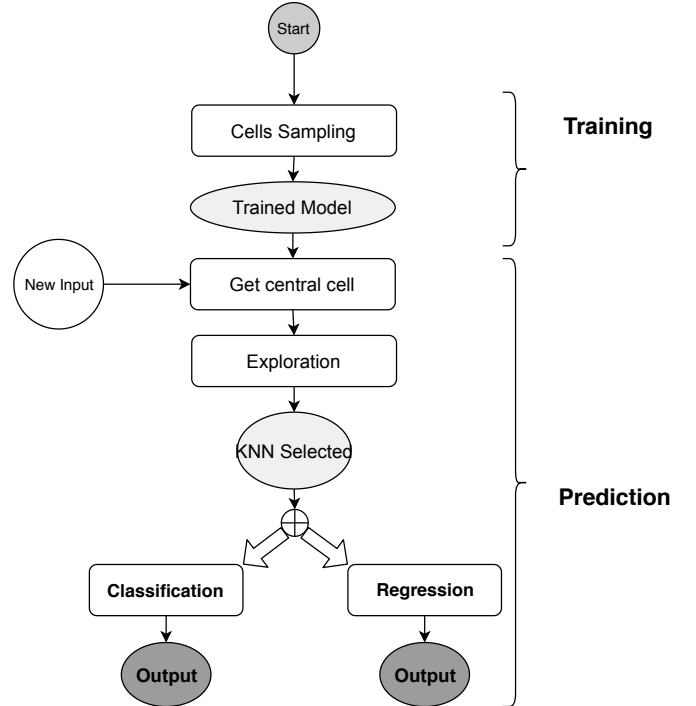 Start
Cells Sampling
Training
Trained Model
New Input
Get central cell
Exploration
KNN Selected
Prediction
Classification
Regression
Output
Output